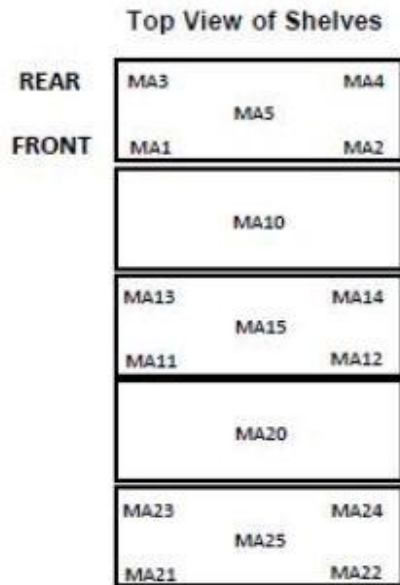 Top View of Shelves
REAR MA3 MA4
MA5
FRONT MA1 MA2
MA10
MA13 MA14
MA15
MA11 MA12
MA20
MA23 MA24
MA25
MA21 MA22